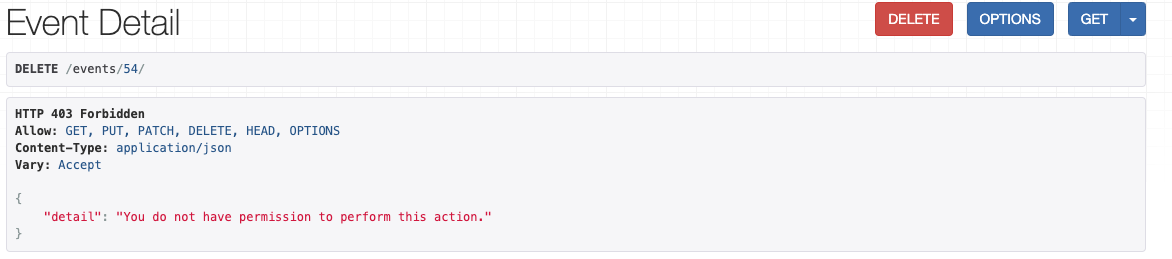 Event Detail
DELETE OPTIONS GET
DELETE /events/54/
HTTP 403 Forbidden
Allow: GET, PUT, PATCH, DELETE, HEAD, OPTIONS
Content-Type: application/json
Vary: Accept
{
    "detail": "You do not have permission to perform this action."
}